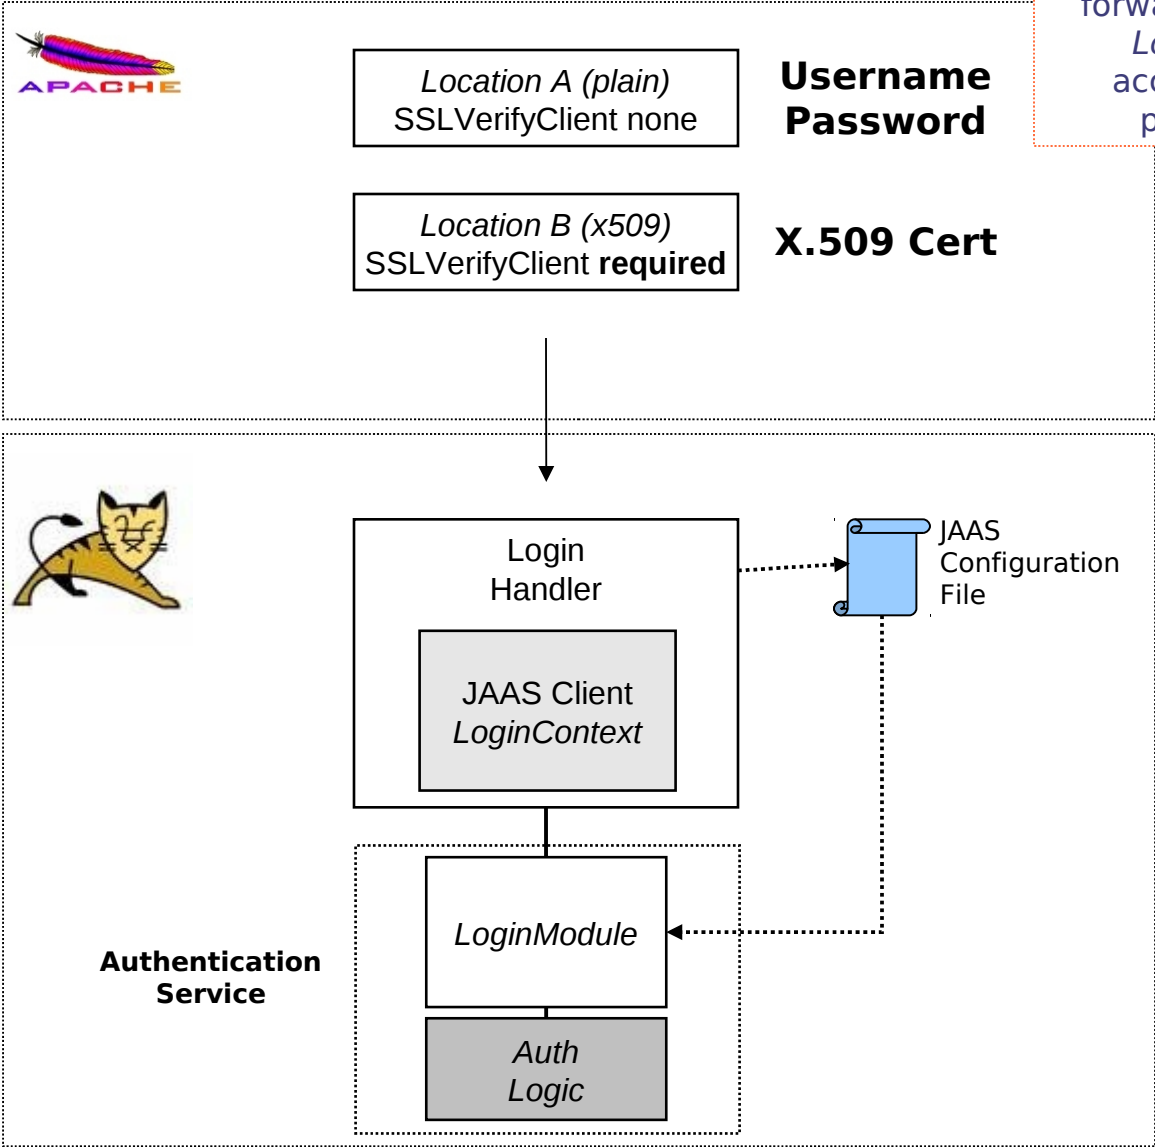 APACHE
Location A (plain)
SSLVerifyClient none
Username
Password
Location B (x509)
SSLVerifyClient required
X.509 Cert
Login
Handler
JAAS Client
LoginContext
JAAS
Configuration
File
LoginModule
Authentication
Service
Auth
Logic